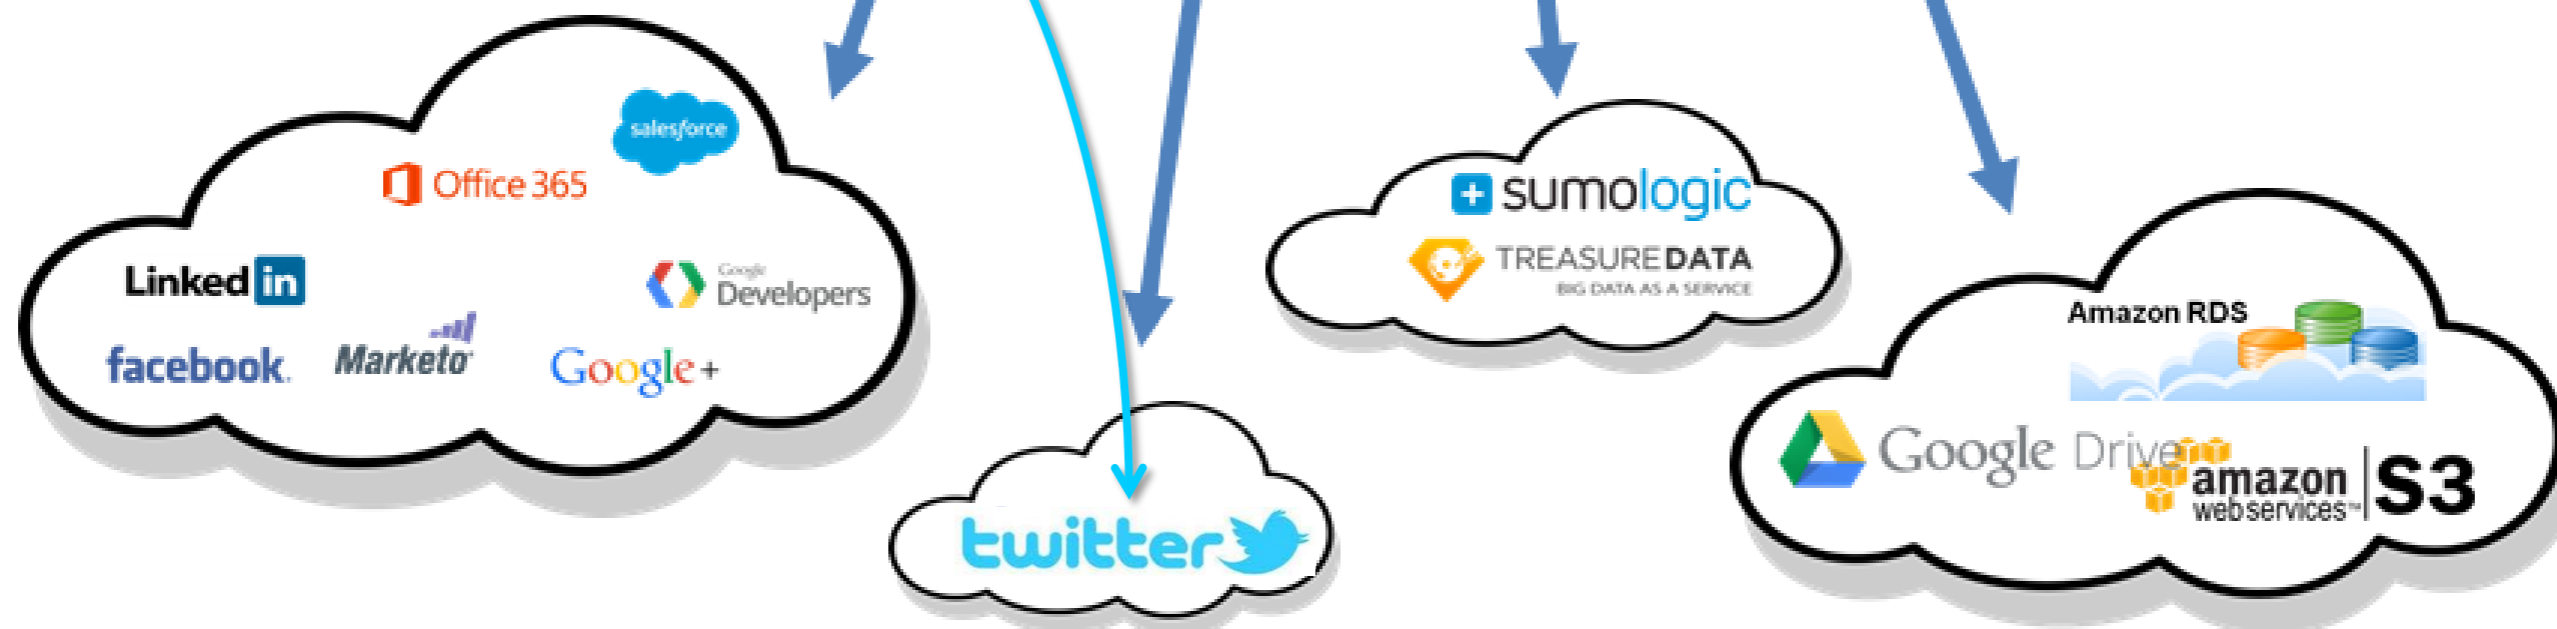 salesforce
Office 365
Linked in
Google
Developers
facebook.
Marketo
Google+
twitter
sumologic
TREASURE DATA
BIG DATA AS A SERVICE
Amazon RDS
Google Drive
amazon
webservices™
S3